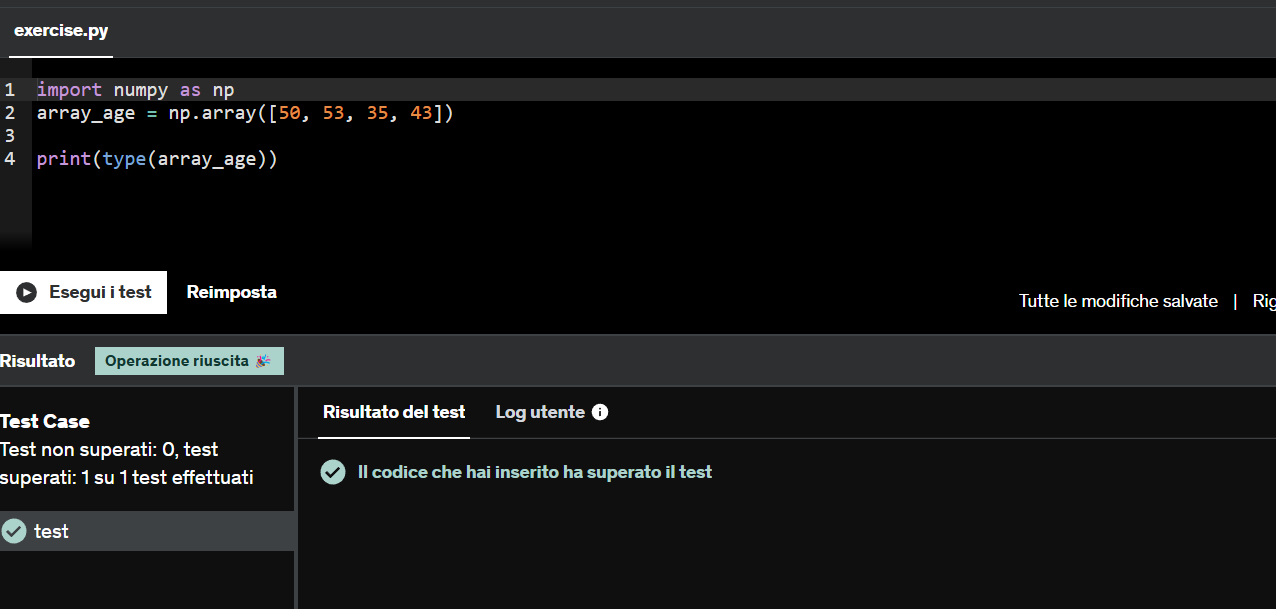 exercise.py
1 import numpy as np
2 array_age = np.array([50, 53, 35, 43])
3
4 print(type(array_age))
Esegui i test Reimposta
Tutte le modifiche salvate | Rig
Risultato Operazione riuscita 🎉
Test Case
Test non superati: 0, test
superati: 1 su 1 test effettuati
test
Risultato del test Log utente
Il codice che hai inserito ha superato il test